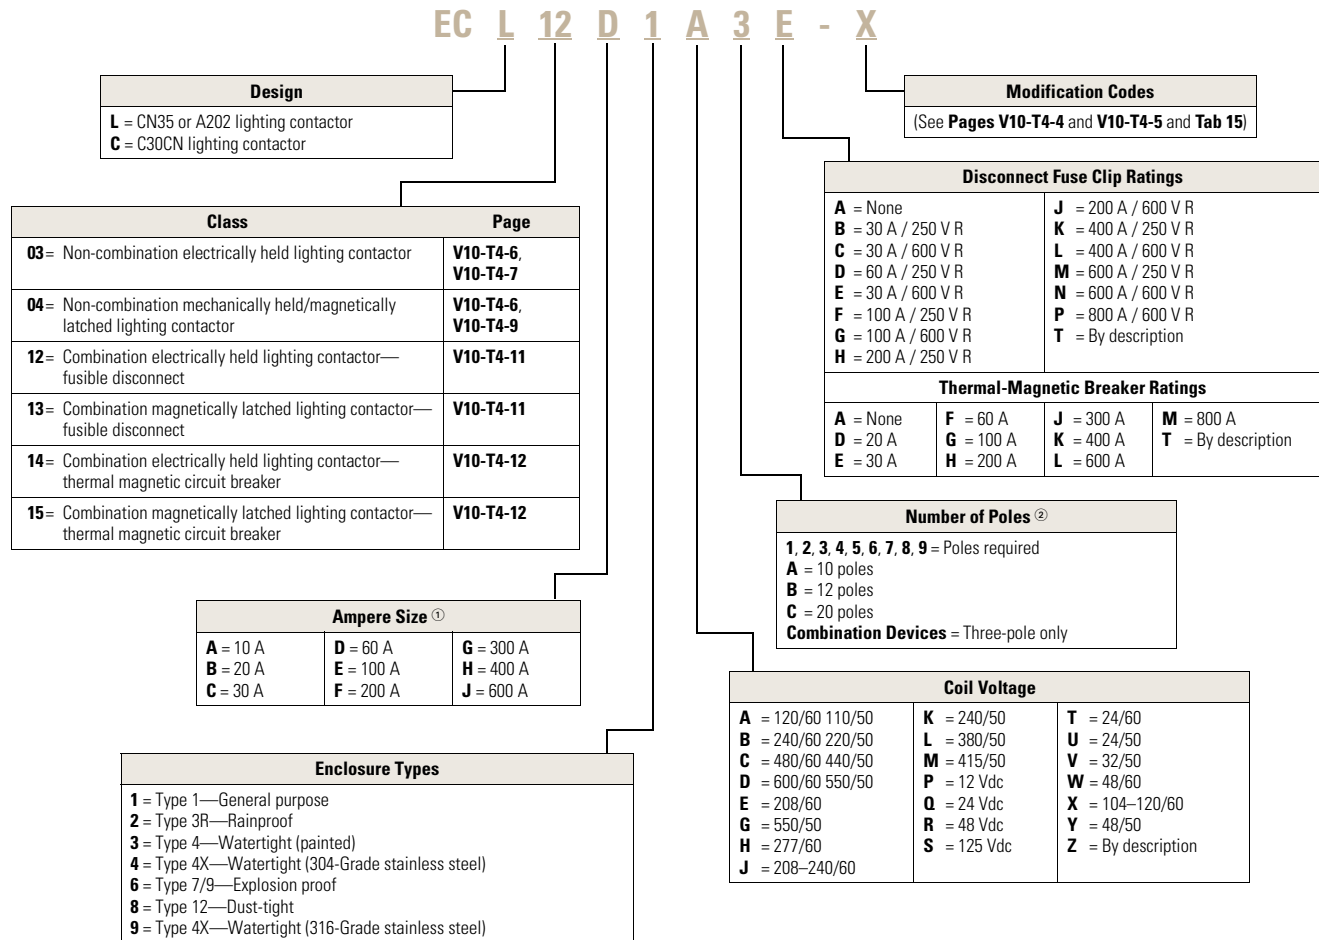 EC L 12 D 1 A 3 E - X
Design
L = CN35 or A202 lighting contactor
C = C30CN lighting contactor
Modification Codes
(See Pages V10-T4-4 and V10-T4-5 and Tab 15)
Class Page
03 = Non-combination electrically held lighting contactor V10-T4-6,
V10-T4-7
04 = Non-combination mechanically held/magnetically V10-T4-6,
latched lighting contactor V10-T4-9
12 = Combination electrically held lighting contactor— V10-T4-11
fusible disconnect
13 = Combination magnetically latched lighting contactor— V10-T4-11
fusible disconnect
14 = Combination electrically held lighting contactor— V10-T4-12
thermal magnetic circuit breaker
15 = Combination magnetically latched lighting contactor— V10-T4-12
thermal magnetic circuit breaker
Disconnect Fuse Clip Ratings
A = None
B = 30 A / 250 V R
C = 30 A / 600 V R
D = 60 A / 250 V R
E = 30 A / 600 V R
F = 100 A / 250 V R
G = 100 A / 600 V R
H = 200 A / 250 V R
J = 200 A / 600 V R
K = 400 A / 250 V R
L = 400 A / 600 V R
M = 600 A / 250 V R
N = 600 A / 600 V R
P = 800 A / 600 V R
T = By description
Thermal-Magnetic Breaker Ratings
A = None
D = 20 A
E = 30 A
F = 60 A
G = 100 A
H = 200 A
J = 300 A
K = 400 A
L = 600 A
M = 800 A
T = By description
Number of Poles ②
1, 2, 3, 4, 5, 6, 7, 8, 9 = Poles required
A = 10 poles
B = 12 poles
C = 20 poles
Combination Devices = Three-pole only
Ampere Size ①
A = 10 A
B = 20 A
C = 30 A
D = 60 A
E = 100 A
F = 200 A
G = 300 A
H = 400 A
J = 600 A
Coil Voltage
A = 120/60 110/50
B = 240/60 220/50
C = 480/60 440/50
D = 600/60 550/50
E = 208/60
G = 550/50
H = 277/60
J = 208–240/60
K = 240/50
L = 380/50
M = 415/50
P = 12 Vdc
Q = 24 Vdc
R = 48 Vdc
S = 125 Vdc
T = 24/60
U = 24/50
V = 32/50
W = 48/60
X = 104–120/60
Y = 48/50
Z = By description
Enclosure Types
1 = Type 1—General purpose
2 = Type 3R—Rainproof
3 = Type 4—Watertight (painted)
4 = Type 4X—Watertight (304-Grade stainless steel)
6 = Type 7/9—Explosion proof
8 = Type 12—Dust-tight
9 = Type 4X—Watertight (316-Grade stainless steel)